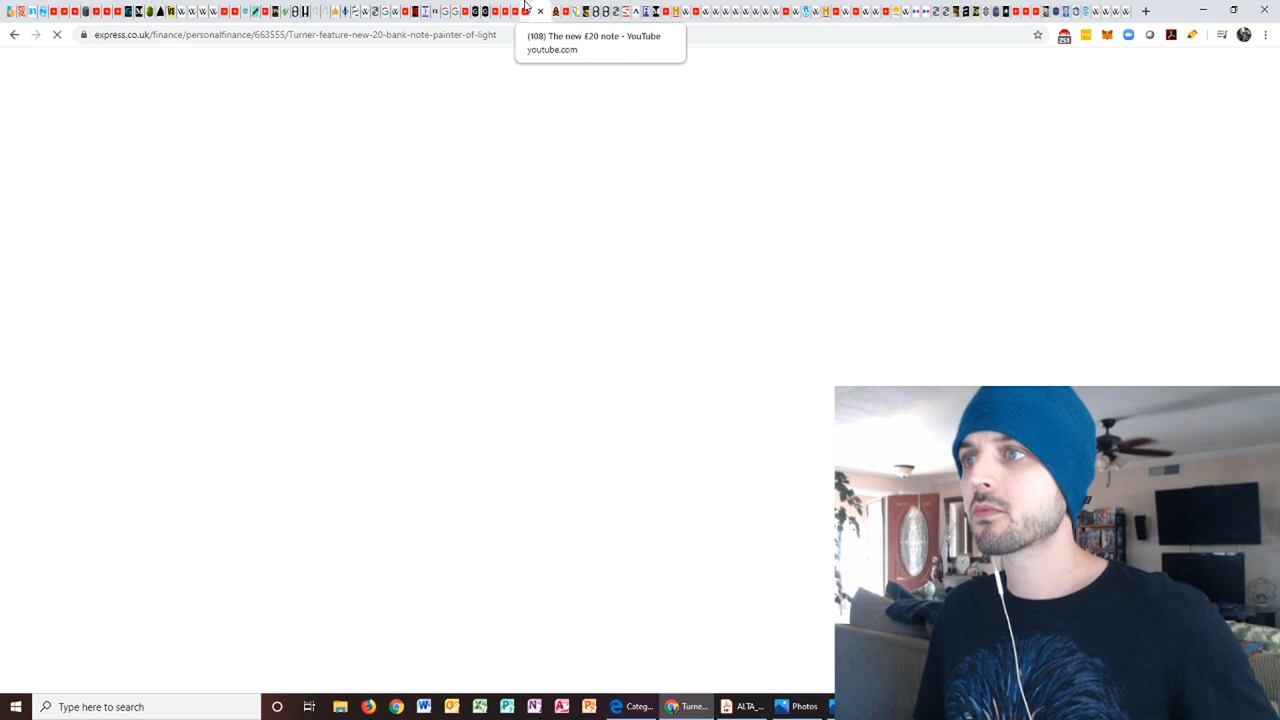 express.co.uk/finance/personalfinance/663555/Turner-feature-new-20-bank-note-painter-of-light
(108) The new £20 note - YouTube
youtube.com
251
Type here to search
Categ...
Turne...
ALTA_...
Photos